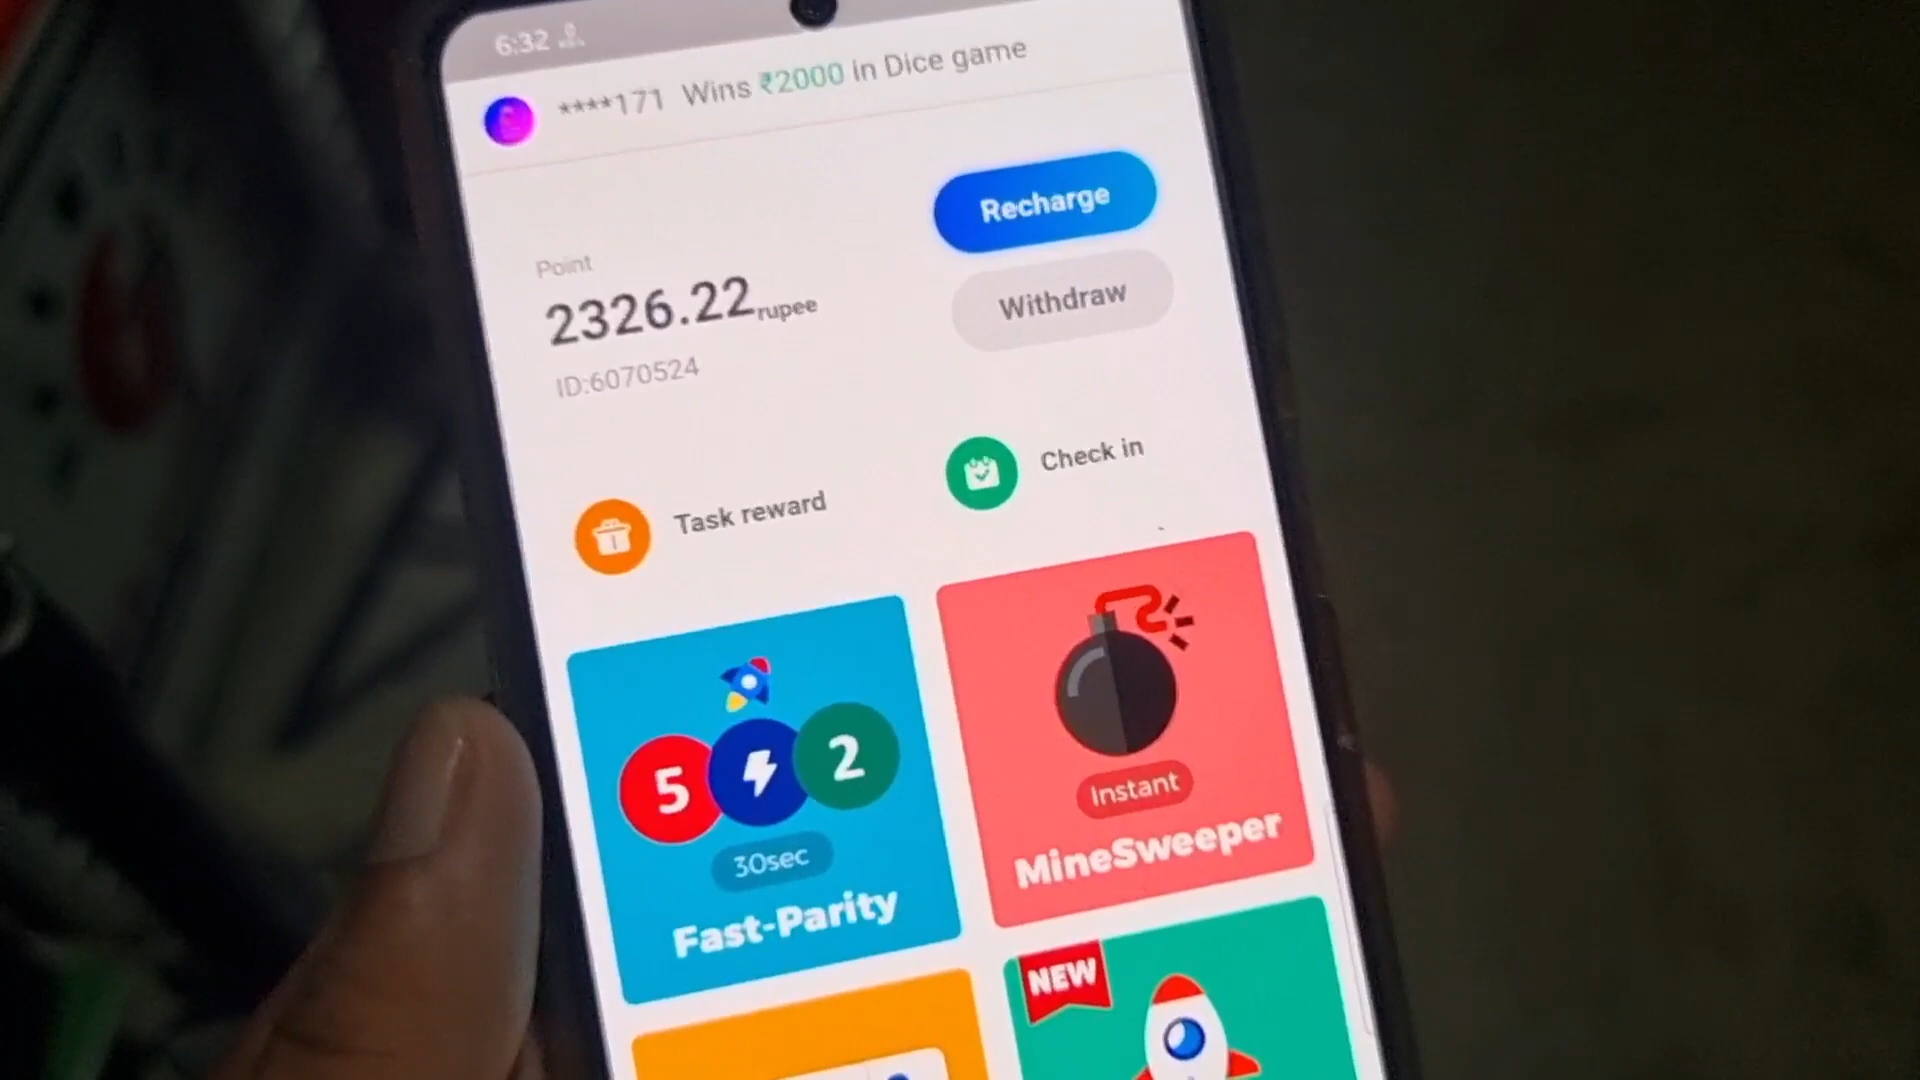 6:32
****171 Wins ₹2000 in Dice game
Recharge
Point
2326.22rupee
Withdraw
ID:6070524
Task reward
Check in
5 2
30sec
Fast-Parity
Instant
MineSweeper
NEW